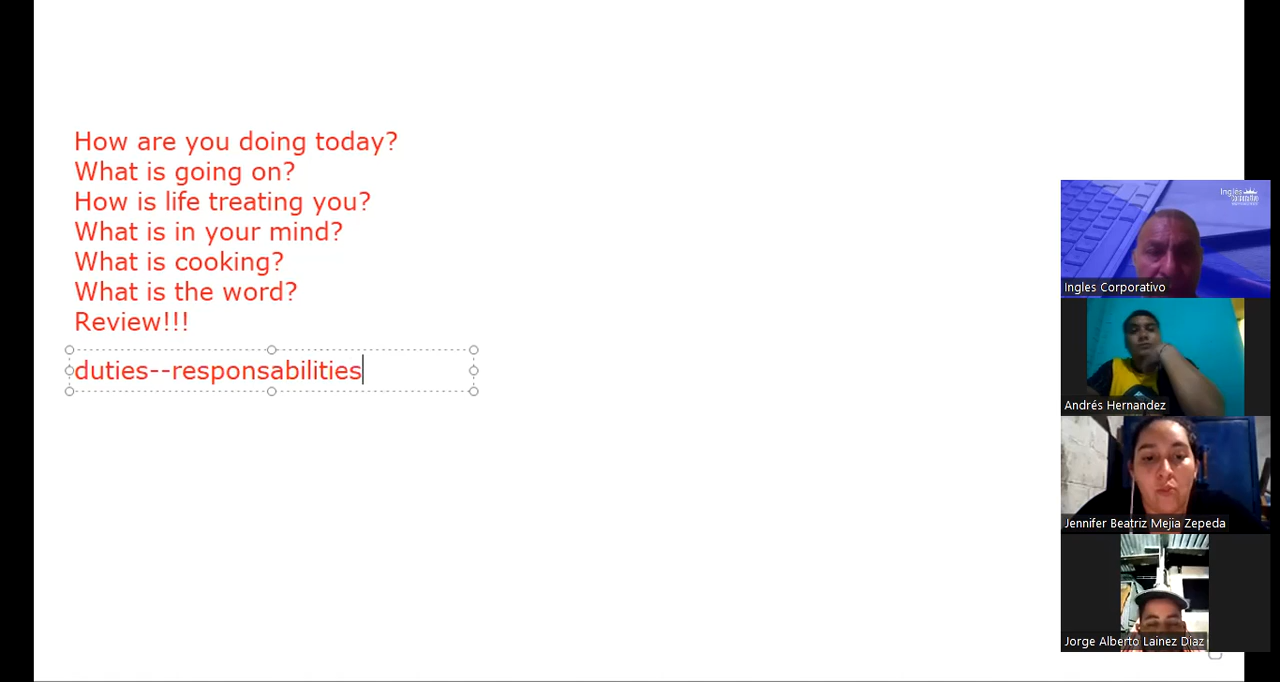 How are you doing today?
What is going on?
How is life treating you?
What is in your mind?
What is cooking?
What is the word?
Review!!!
duties--responsabilities
Inglés
corporativo
Ingles Corporativo
Andrés Hernandez
Jennifer Beatriz Mejia Zepeda
Jorge Alberto Lainez Diaz